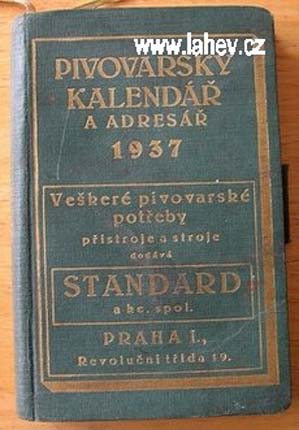 www.lahev.cz
PIVOVARSKÝ
KALENDÁŘ
A ADRESÁŘ
1937
Veškeré pivovarské
potřeby
přístroje a stroje
dodává
STANDARD
a kc. spol.
PRAHA I.,
Revoluční třída 19.